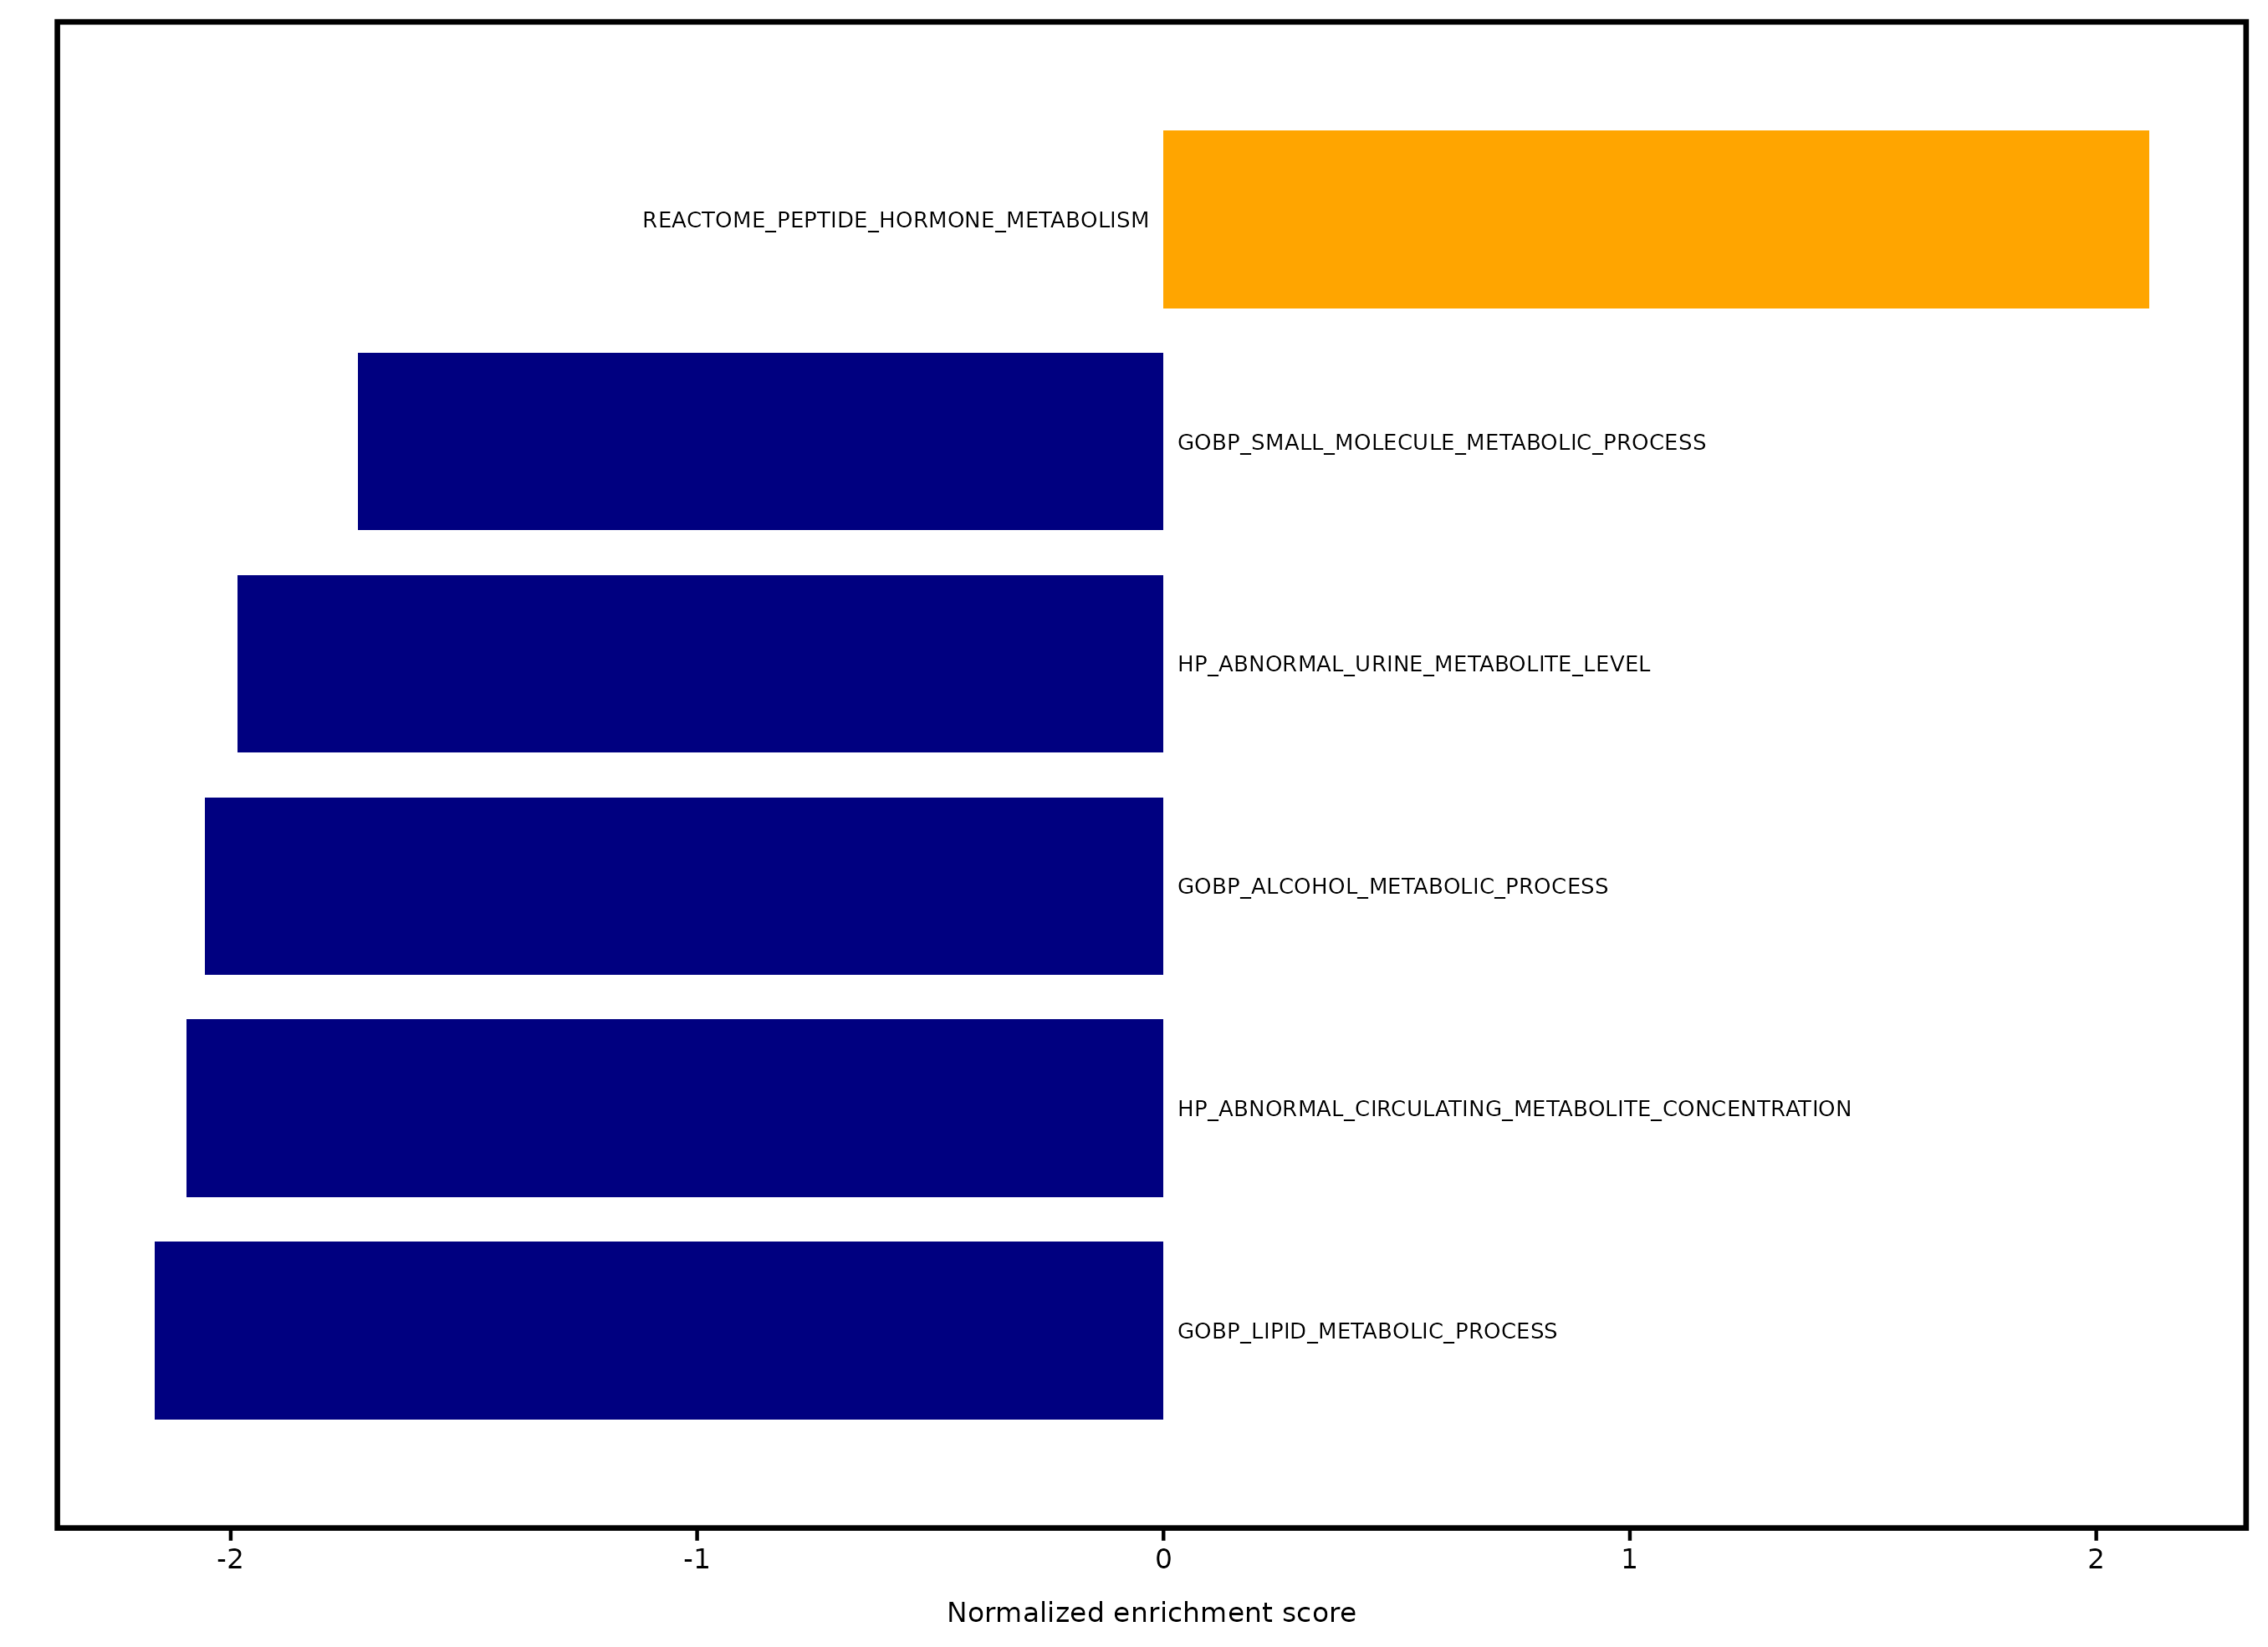 REACTOME_PEPTIDE_HORMONE_METABOLISM
GOBP_SMALL_MOLECULE_METABOLIC_PROCESS
HP_ABNORMAL_URINE_METABOLITE_LEVEL
GOBP_ALCOHOL_METABOLIC_PROCESS
HP_ABNORMAL_CIRCULATING_METABOLITE_CONCENTRATION
GOBP_LIPID_METABOLIC_PROCESS
-2 -1 0 1 2
Normalized enrichment score